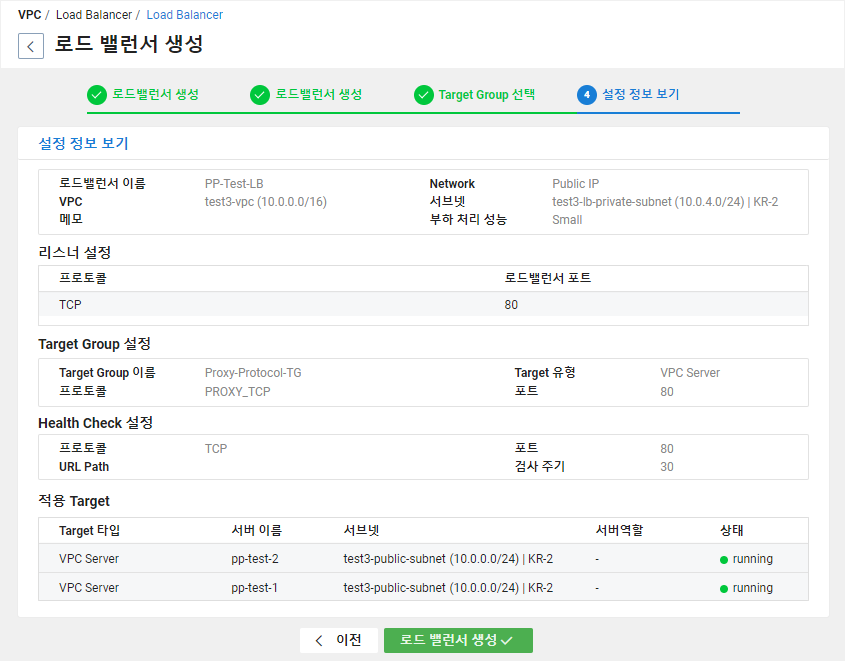 VPC / Load Balancer / Load Balancer
로드 밸런서 생성
로드밸런서 생성 로드밸런서 생성 Target Group 선택 4 설정 정보 보기
설정 정보 보기
로드밸런서 이름 PP-Test-LB Network Public IP
VPC test3-vpc (10.0.0.0/16) 서브넷 test3-lb-private-subnet (10.0.4.0/24) | KR-2
메모 부하 처리 성능 Small
리스너 설정
프로토콜 로드밸런서 포트
TCP 80
Target Group 설정
Target Group 이름 Proxy-Protocol-TG Target 유형 VPC Server
프로토콜 PROXY_TCP 포트 80
Health Check 설정
프로토콜 TCP 포트 80
URL Path 검사 주기 30
적용 Target
Target 타입 서버 이름 서브넷 서버역할 상태
VPC Server pp-test-2 test3-public-subnet (10.0.0.0/24) | KR-2 - running
VPC Server pp-test-1 test3-public-subnet (10.0.0.0/24) | KR-2 - running
이전 로드 밸런서 생성